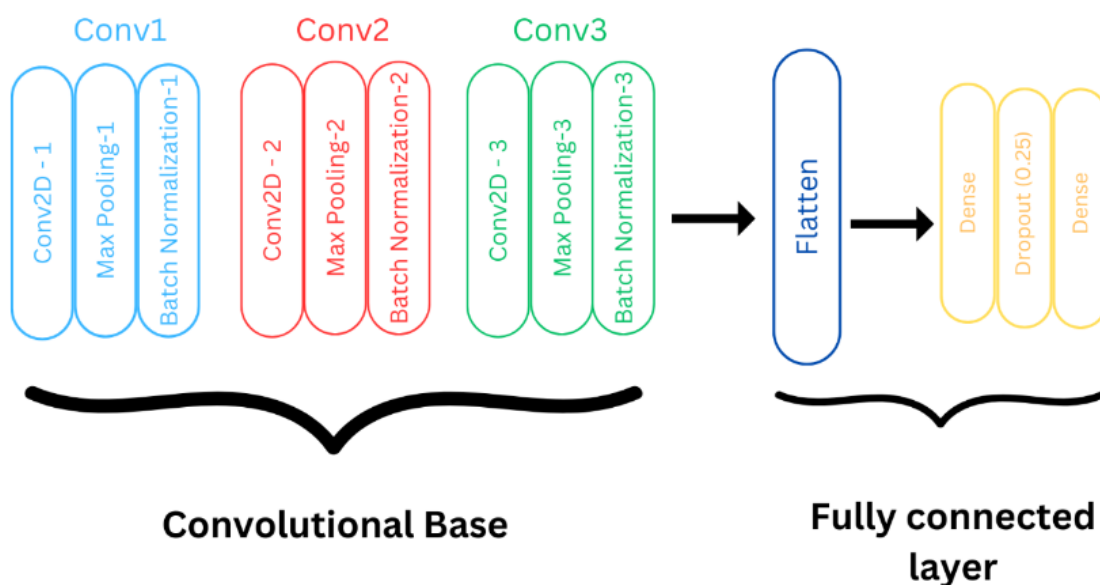 Conv1
Conv2D - 1
Max Pooling-1
Batch Normalization-1
Conv2
Conv2D - 2
Max Pooling-2
Batch Normalization-2
Conv3
Conv2D - 3
Max Pooling-3
Batch Normalization-3
Flatten
Dense
Dropout (0.25)
Dense
Convolutional Base
Fully connected
layer